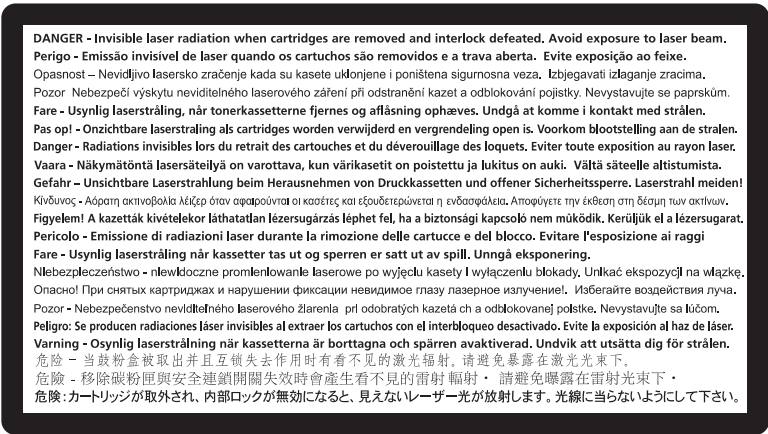 DANGER - Invisible laser radiation when cartridges are removed and interlock defeated. Avoid exposure to laser beam.
Perigo - Emissão invisível de laser quando os cartuchos são removidos e a trava aberta. Evite exposição ao feixe.
Opasnost – Nevidljivo lasersko zračenje kada su kasete uklonjene i poništena sigurnosna veza. Izbjegavati izlaganje zracima.
Pozor Nebezpečí výskytu neviditelného laserového záření při odstranění kazet a odblokování pojistky. Nevystavujte se paprskům.
Fare - Usynlig laserstråling, når tonerkassetterne fjernes og aflåsning ophæves. Undgå at komme i kontakt med strålen.
Pas op! - Onzichtbare laserstraling als cartridges worden verwijderd en vergrendeling open is. Voorkom blootstelling aan de stralen.
Danger - Radiations invisibles lors du retrait des cartouches et du déverouillage des loquets. Eviter toute exposition au rayon laser.
Vaara - Näkymätöntä lasersäteilyä on varottava, kun värikasetit on poistettu ja lukitus on auki. Vältä säteelle altistumista.
Gefahr - Unsichtbare Laserstrahlung beim Herausnehmen von Druckkassetten und offener Sicherheitssperre. Laserstrahl meiden!
Κίνδυνος - Αόρατη ακτινοβολία λέιζερ όταν αφαιρούνται οι κασέτες και εξουδετερώνεται η ενδασφάλεια. Αποφύγετε την έκθεση στη δέσμη των ακτίνων.
Figyelem! A kazetták kivételekor láthatatlan lézersugárzás léphet fel, ha a biztonsági kapcsoló nem mûködik. Kerüljük el a lézersugarat.
Pericolo - Emissione di radiazioni laser durante la rimozione delle cartucce e del blocco. Evitare l'esposizione ai raggi
Fare - Usynlig laserstråling når kassetter tas ut og sperren er satt ut av spill. Unngå eksponering.
Niebezpieczeństwo - niewidoczne promieniowanie laserowe po wyjęciu kasety i wyłączeniu blokady. Unikać ekspozycji na wiązkę.
Опасно! При снятых картриджах и нарушении фиксации невидимое глазу лазерное излучение!. Избегайте воздействия луча.
Pozor - Nebezpečenstvo neviditeľného laserového žiarenia pri odobratých kazetá ch a odblokovanej poistke. Nevystavujte sa lúčom.
Peligro: Se producen radiaciones láser invisibles al extraer los cartuchos con el interbloqueo desactivado. Evite la exposición al haz de láser.
Varning - Osynlig laserstrålning når kassetterna är borttagna och spärren avaktiverad. Undvik att utsätta dig för strålen.
危险 - 当鼓粉盒被取出并且互锁失去作用时有看不见的激光辐射. 请避免暴露在激光光束下。
危險 - 移除碳粉匣與安全連鎖開關失效時會產生看不見的雷射 輻射・ 請避免曝露在雷射光束下・
危険：カートリッジが取外され、内部ロックが無効になると、見えないレーザー光が放射します。光線に当らないようにして下さい。